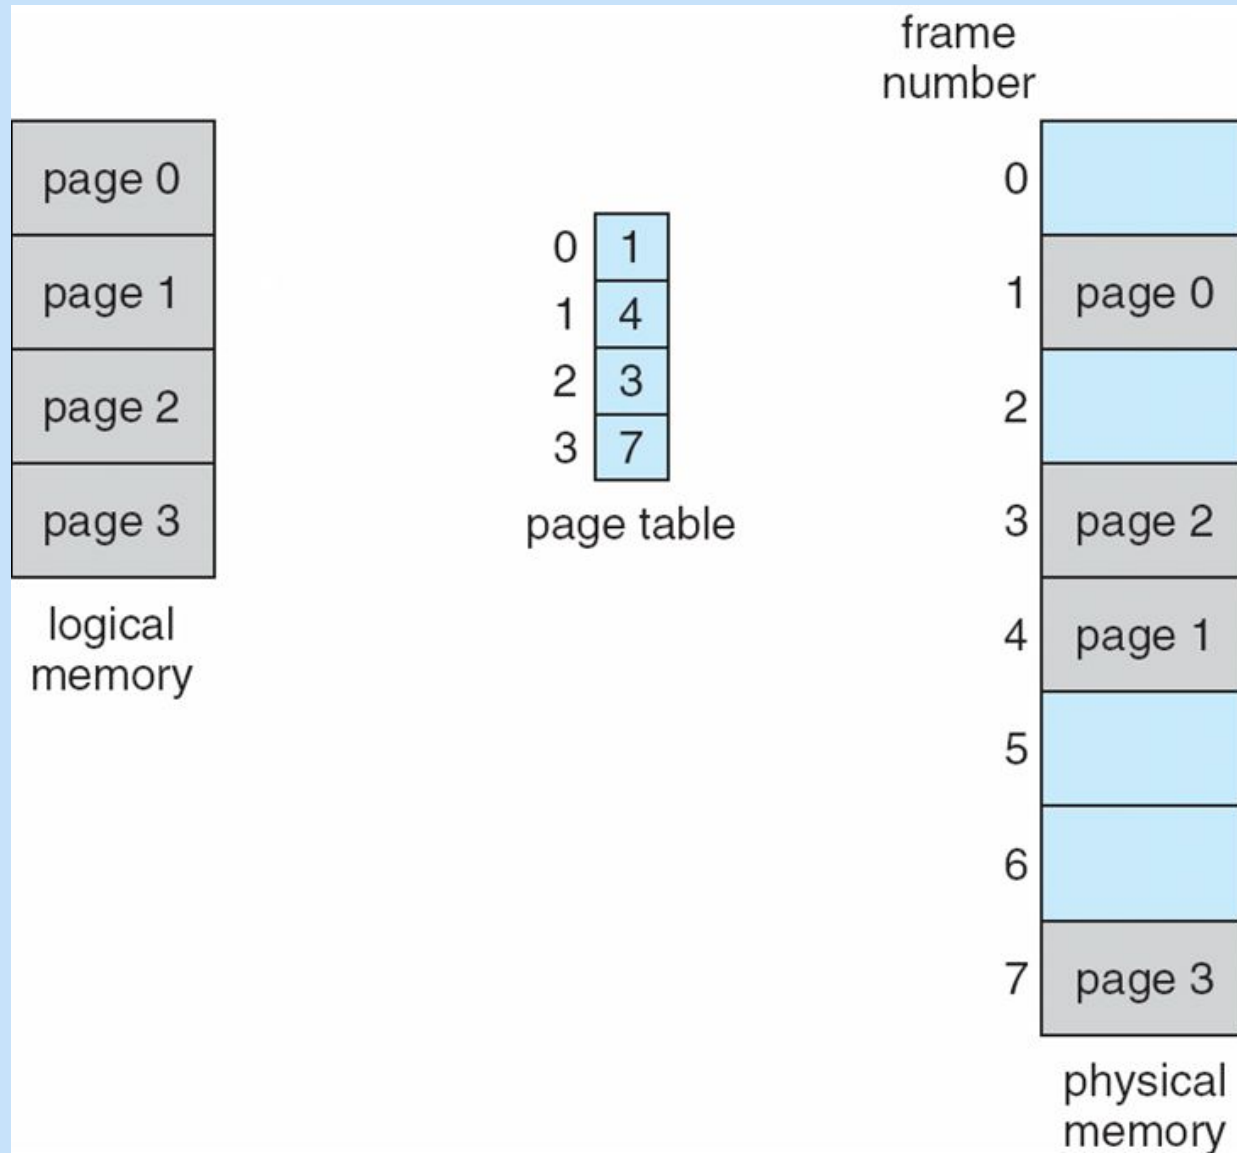 page 0
page 1
page 2
page 3
logical
memory
0 1
1 4
2 3
3 7
page table
frame
number
0
1 page 0
2
3 page 2
4 page 1
5
6
7 page 3
physical
memory